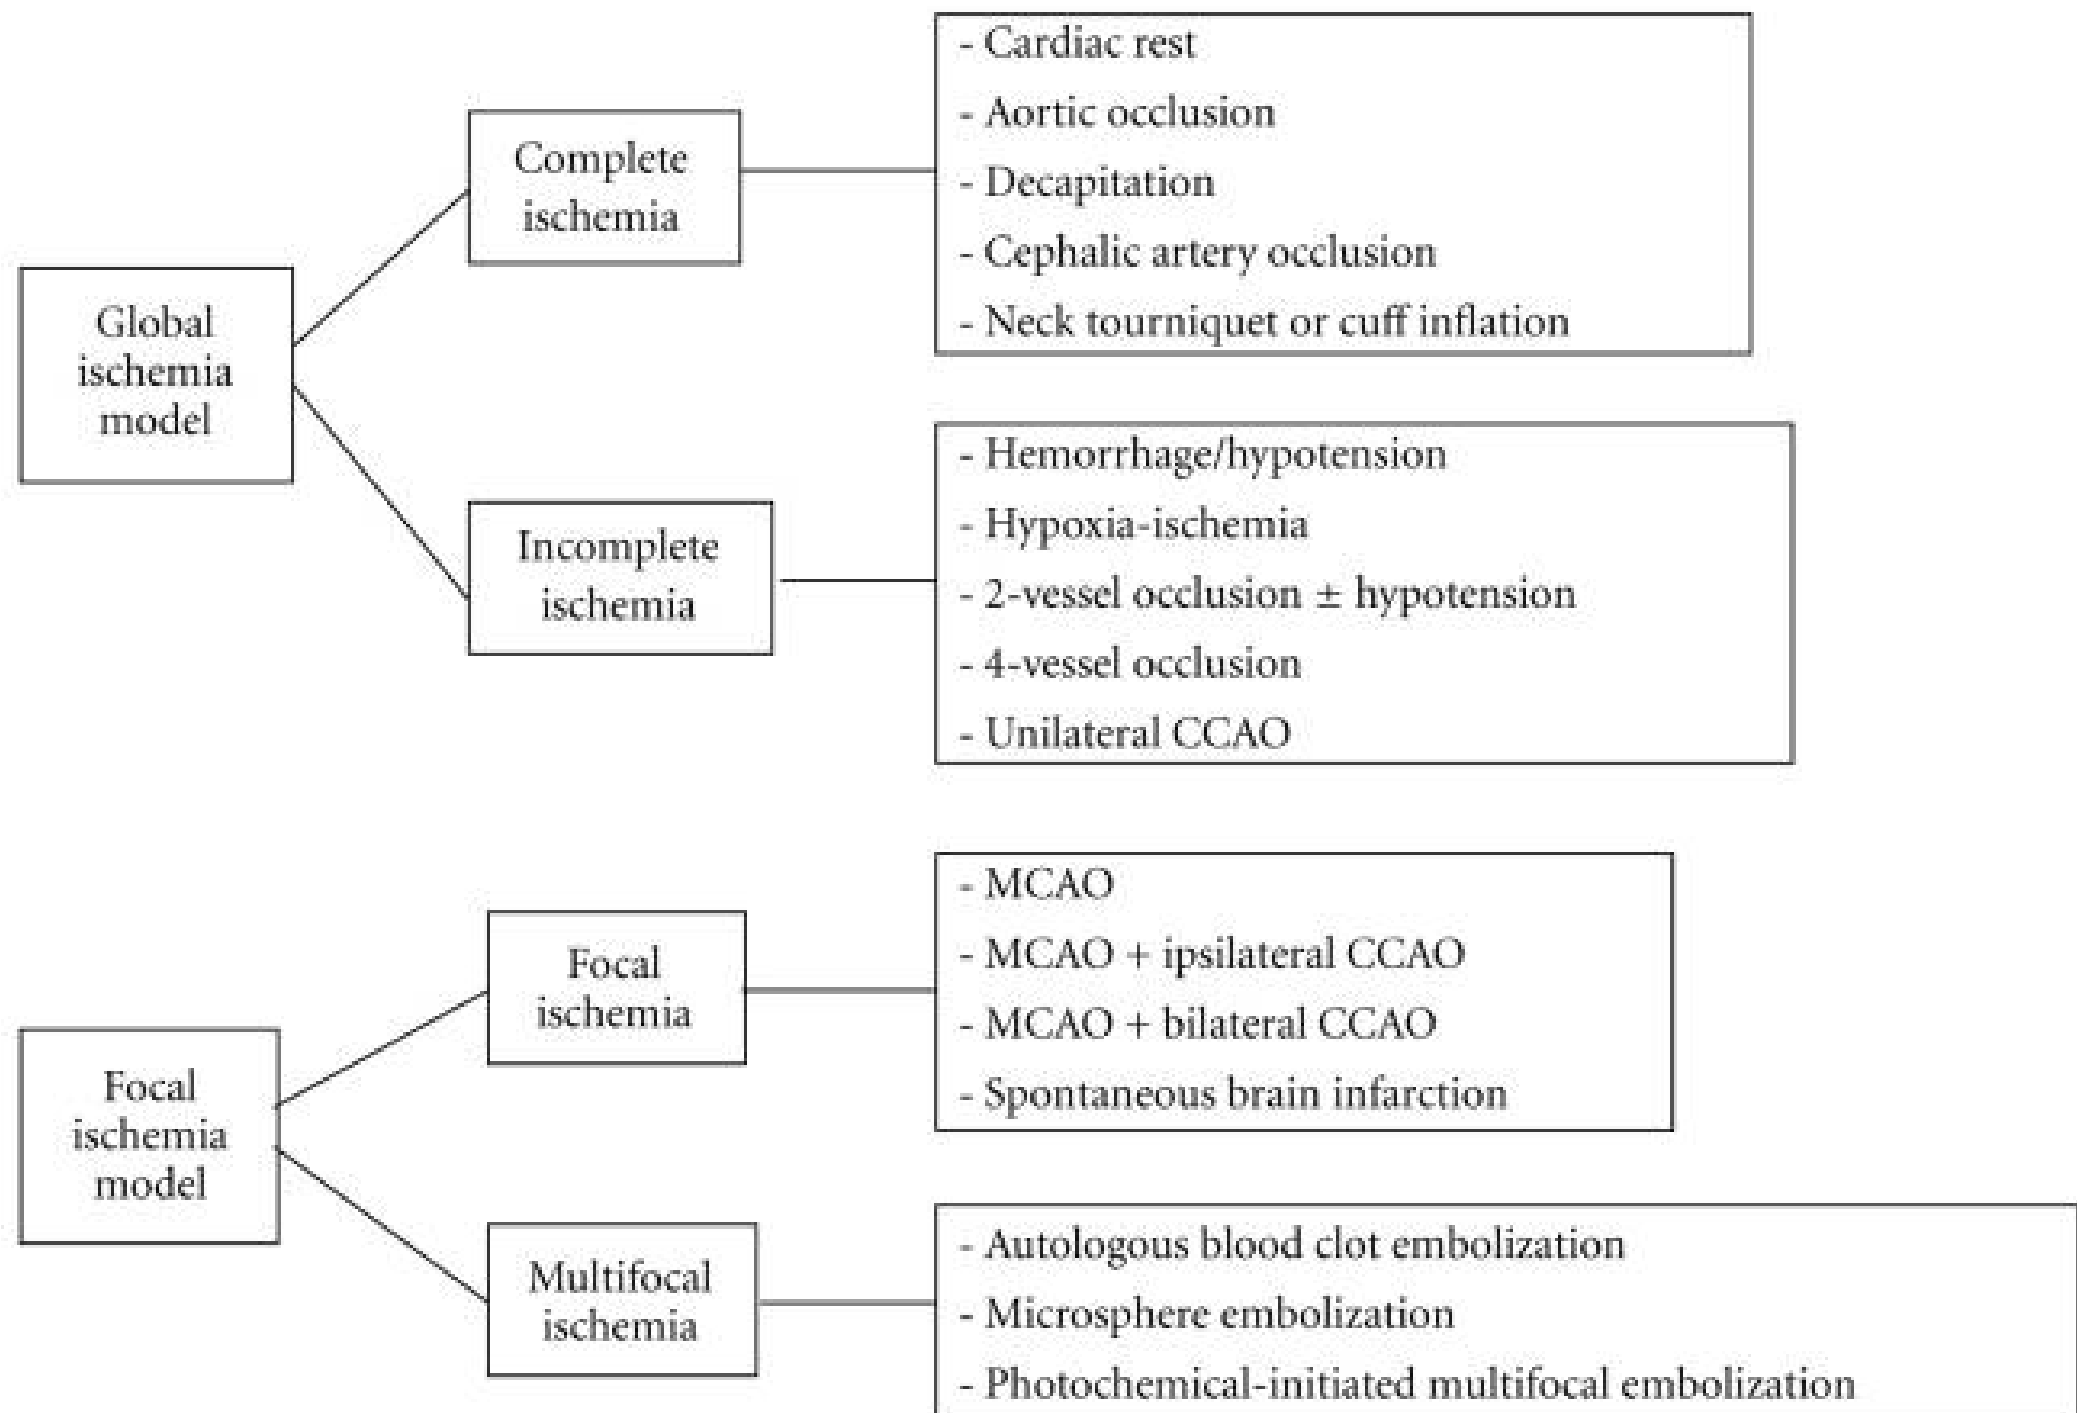 Global
ischemia
model
Complete
ischemia
- Cardiac rest
- Aortic occlusion
- Decapitation
- Cephalic artery occlusion
- Neck tourniquet or cuff inflation
Incomplete
ischemia
- Hemorrhage/hypotension
- Hypoxia-ischemia
- 2-vessel occlusion ± hypotension
- 4-vessel occlusion
- Unilateral CCAO
Focal
ischemia
model
Focal
ischemia
- MCAO
- MCAO + ipsilateral CCAO
- MCAO + bilateral CCAO
- Spontaneous brain infarction
Multifocal
ischemia
- Autologous blood clot embolization
- Microsphere embolization
- Photochemical-initiated multifocal embolization